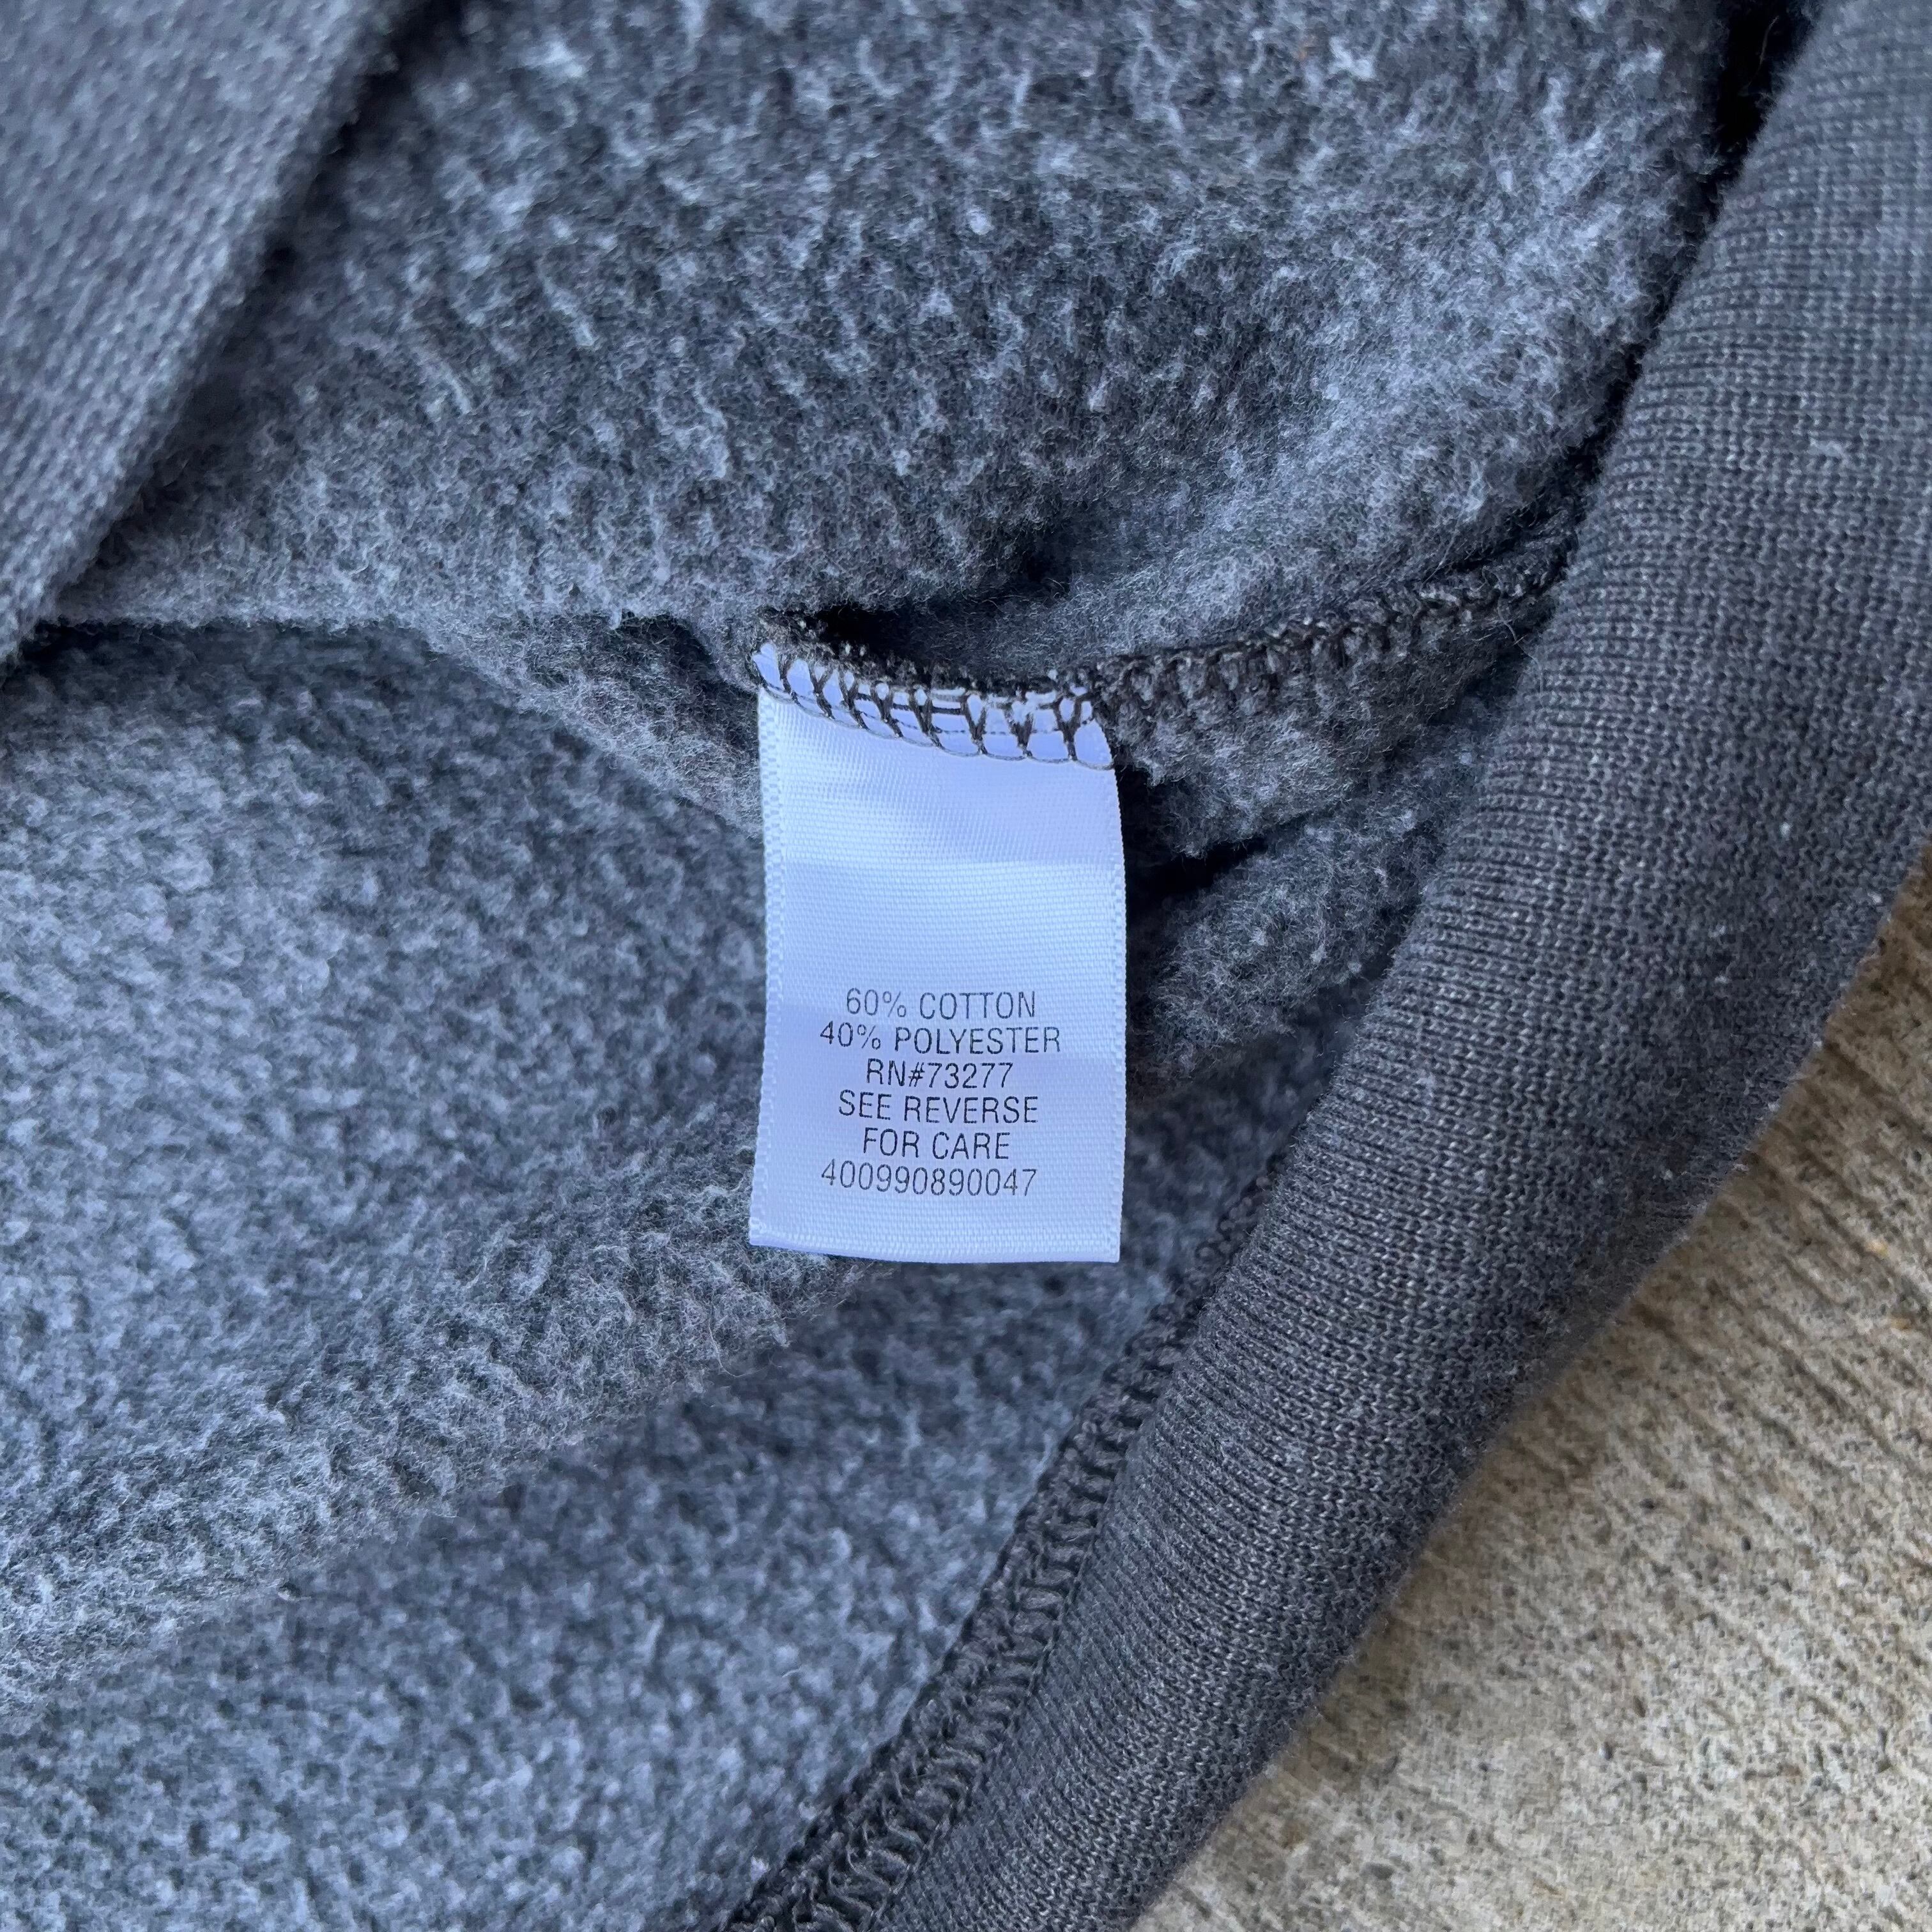 60% COTTON
40% POLYESTER
RN#73277
SEE REVERSE
FOR CARE
400990890047